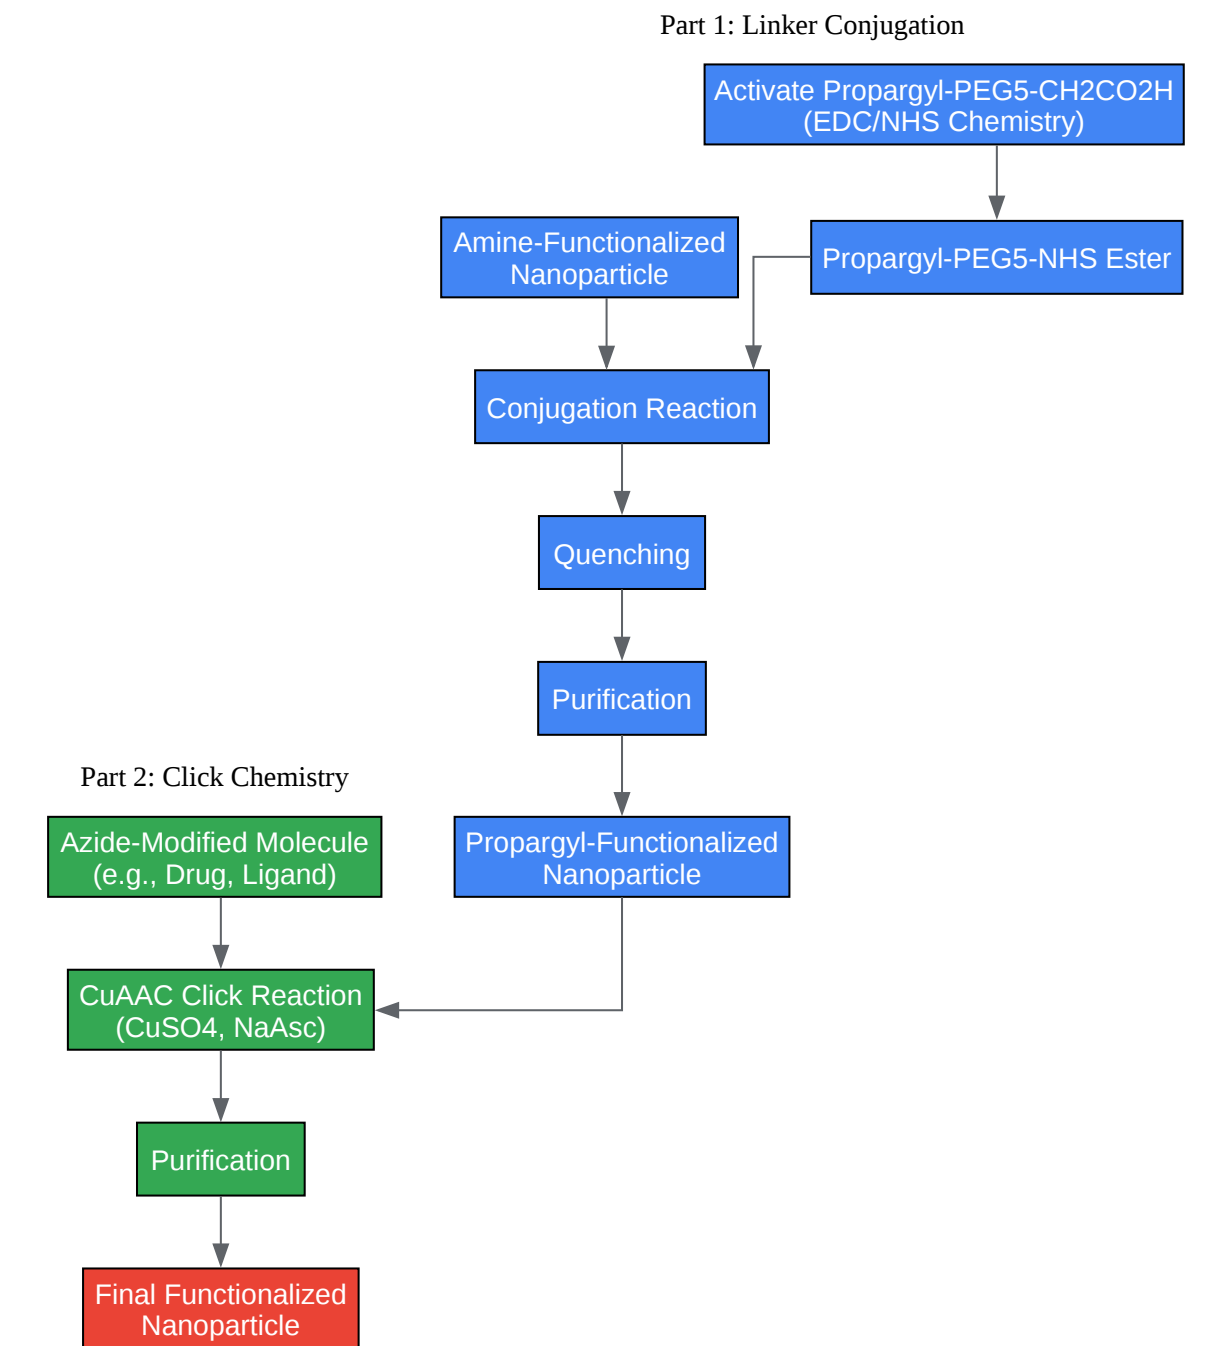 Part 1: Linker Conjugation
Activate Propargyl-PEG5-CH2CO2H
(EDC/NHS Chemistry)
Amine-Functionalized
Nanoparticle
Propargyl-PEG5-NHS Ester
Conjugation Reaction
Quenching
Purification
Part 2: Click Chemistry
Azide-Modified Molecule
(e.g., Drug, Ligand)
Propargyl-Functionalized
Nanoparticle
CuAAC Click Reaction
(CuSO4, NaAsc)
Purification
Final Functionalized
Nanoparticle